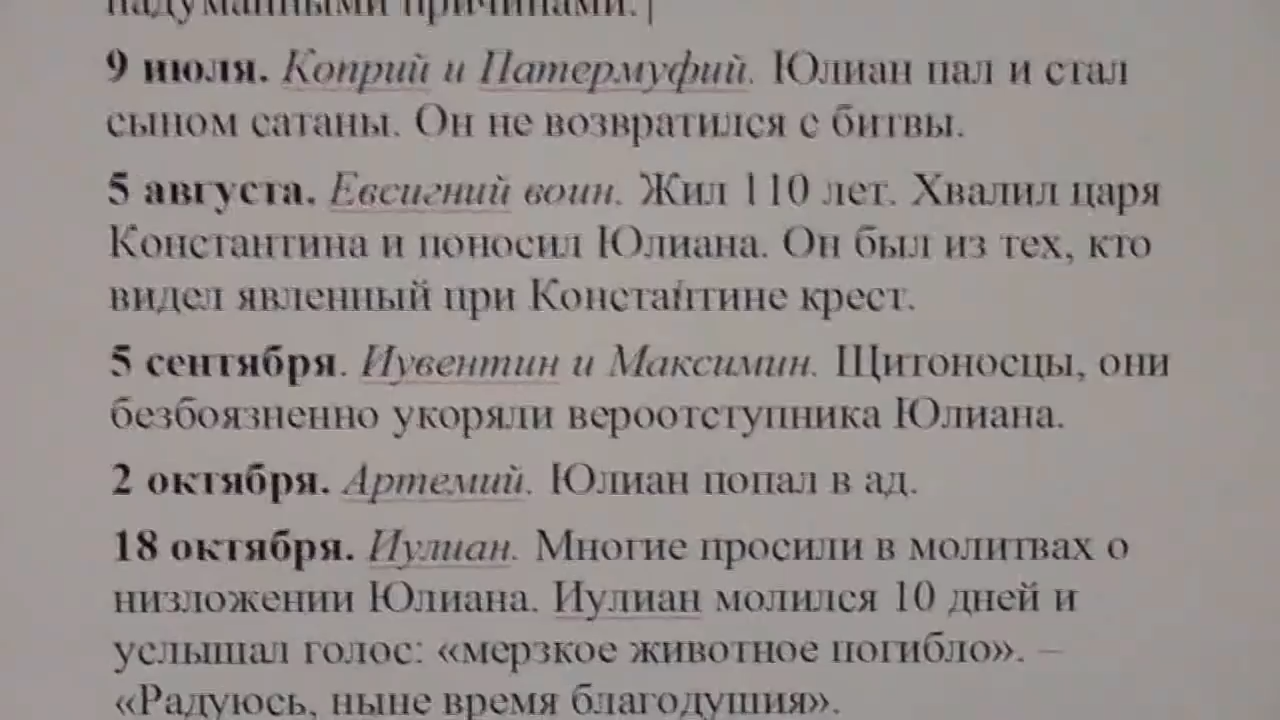 надуманными причинами.
9 июля. Коприй и Патермуфий. Юлиан пал и стал
сыном сатаны. Он не возвратился с битвы.
5 августа. Евсигний воин. Жил 110 лет. Хвалил царя
Константина и поносил Юлиана. Он был из тех, кто
видел явленный при Константине крест.
5 сентября. Иувентин и Максимин. Щитоносцы, они
безбоязненно укоряли вероотступника Юлиана.
2 октября. Артемий. Юлиан попал в ад.
18 октября. Иулиан. Многие просили в молитвах о
низложении Юлиана. Иулиан молился 10 дней и
услышал голос: «мерзкое животное погибло». –
«Радуюсь, ныне время благодушия».